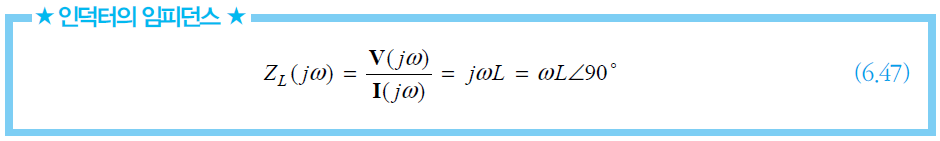 ★ 인덕터의 임피던스 ★
Z_L(jω) = V(jω) / I(jω) = jωL = ωL∠90° (6.47)